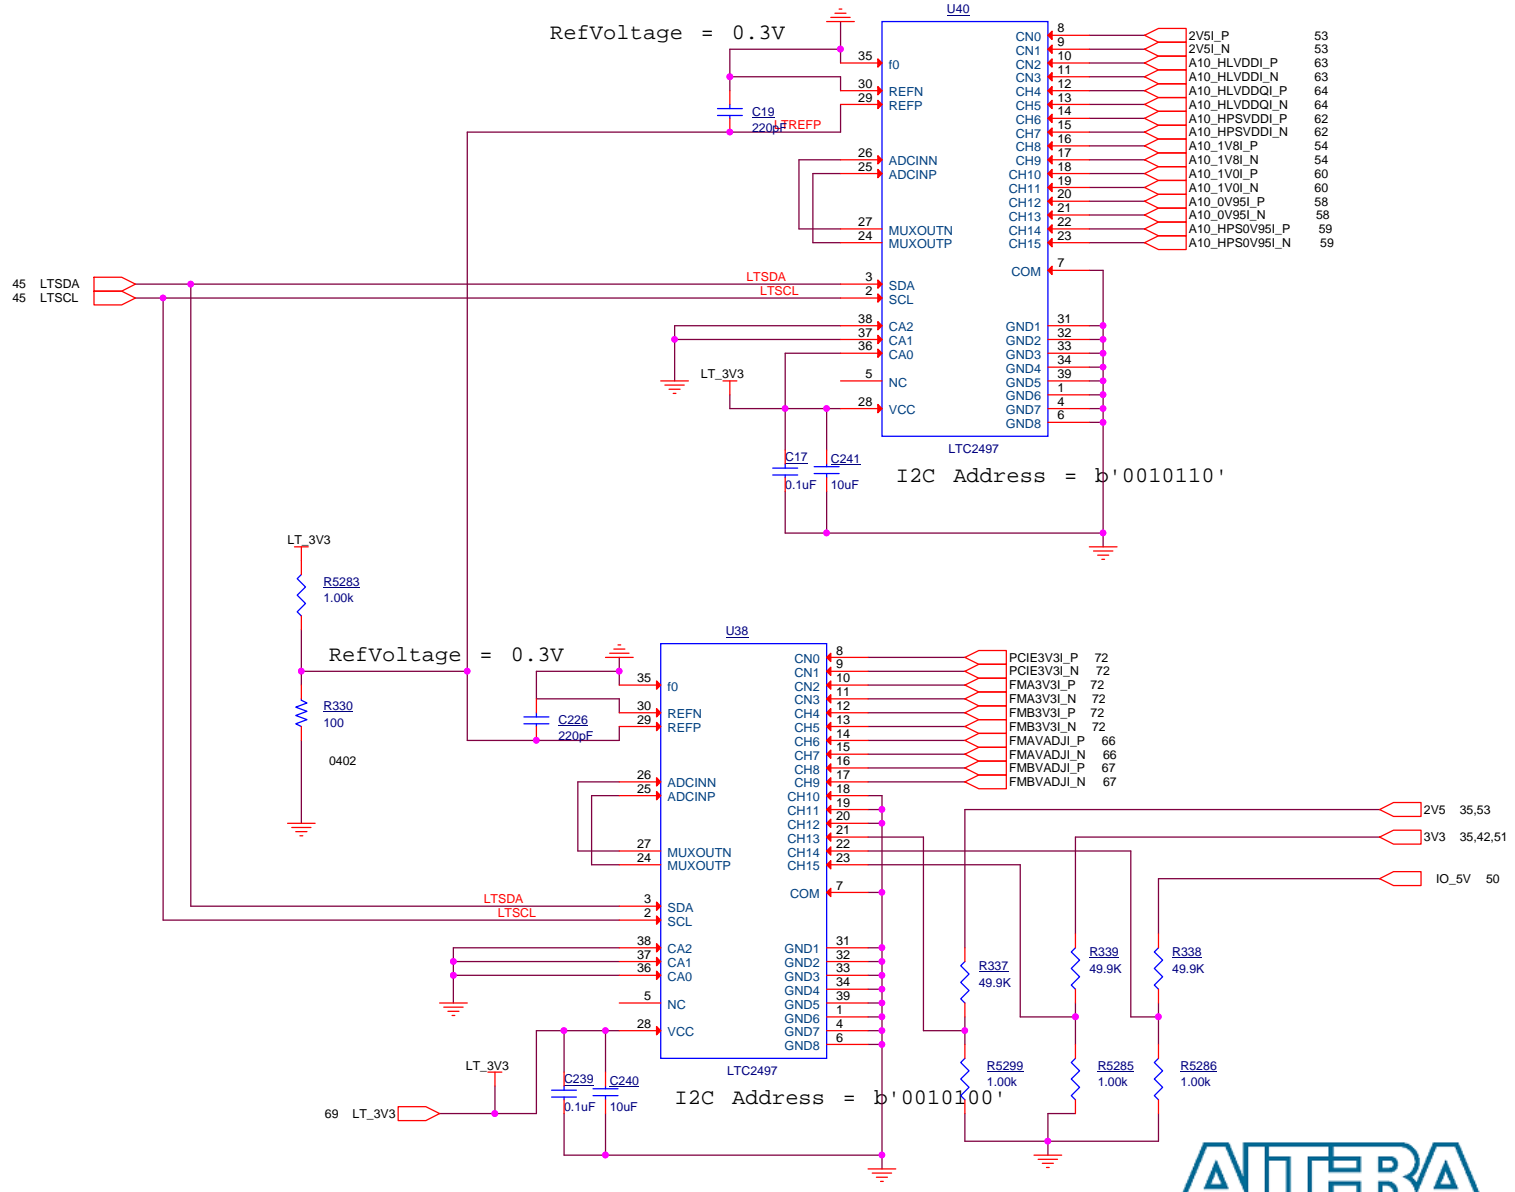 U40
RefVoltage = 0.3V
35 f0
30 REFN
29 REFP
C19
220pF
LTREFP
26 ADCINN
25 ADCINP
27 MUXOUTN
24 MUXOUTP
45 LTSDA
45 LTSCL
LTSDA
LTSCL
3 SDA
2 SCL
38 CA2
37 CA1
36 CA0
5 NC
LT_3V3
28 VCC
CN0 8 2V5I_P 53
CN1 9 2V5I_N 53
CN2 10 A10_HLVDDI_P 63
CN3 11 A10_HLVDDI_N 63
CH4 12 A10_HLVDDQI_P 64
CH5 13 A10_HLVDDQI_N 64
CH6 14 A10_HPSVDDI_P 62
CH7 15 A10_HPSVDDI_N 62
CH8 16 A10_1V8I_P 54
CH9 17 A10_1V8I_N 54
CH10 18 A10_1V0I_P 60
CH11 19 A10_1V0I_N 60
CH12 20 A10_0V95I_P 58
CH13 21 A10_0V95I_N 58
CH14 22 A10_HPS0V95I_P 59
CH15 23 A10_HPS0V95I_N 59
COM 7
GND1 31
GND2 32
GND3 33
GND4 34
GND5 39
GND6 1
GND7 4
GND8 6
LTC2497
C17
0.1uF
C241
10uF
I2C Address = b'0010110'
LT_3V3
R5283
1.00k
R330
100
0402
U38
RefVoltage = 0.3V
35 f0
30 REFN
29 REFP
C226
220pF
26 ADCINN
25 ADCINP
27 MUXOUTN
24 MUXOUTP
LTSDA
LTSCL
3 SDA
2 SCL
38 CA2
37 CA1
36 CA0
5 NC
28 VCC
CN0 8 PCIE3V3I_P 72
CN1 9 PCIE3V3I_N 72
CN2 10 FMA3V3I_P 72
CN3 11 FMA3V3I_N 72
CH4 12 FMB3V3I_P 72
CH5 13 FMB3V3I_N 72
CH6 14 FMAVADJI_P 66
CH7 15 FMAVADJI_N 66
CH8 16 FMBVADJI_P 67
CH9 17 FMBVADJI_N 67
CH10 18
CH11 19
CH12 20
CH13 21
CH14 22
CH15 23
COM 7
GND1 31
GND2 32
GND3 33
GND4 34
GND5 39
GND6 1
GND7 4
GND8 6
2V5 35,53
3V3 35,42,51
IO_5V 50
R337
49.9K
R339
49.9K
R338
49.9K
R5299
1.00k
R5285
1.00k
R5286
1.00k
LTC2497
LT_3V3
69 LT_3V3
C239
0.1uF
C240
10uF
I2C Address = b'0010100'
ALTERA